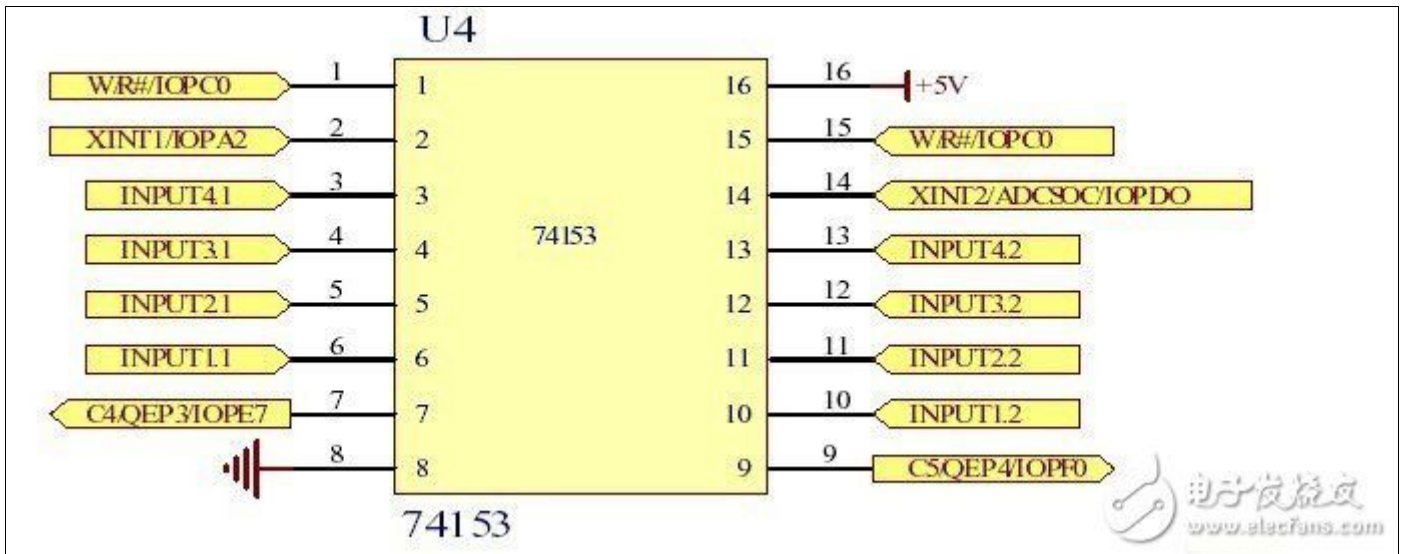 U4
W/R#/IOPC0 1 1 16 16 +5V
XINT1/IOPA2 2 2 15 15 W/R#/IOPC0
INPUT4.1 3 3 14 14 XINT2/ADCSOC/IOPDO
INPUT3.1 4 4 74153 13 13 INPUT4.2
INPUT2.1 5 5 12 12 INPUT3.2
INPUT1.1 6 6 11 11 INPUT2.2
C4/QEP3/IOPE7 7 7 10 10 INPUT1.2
8 8 9 9 C5/QEP4/IOPF0
74153
电子发烧友
www.elecfans.com